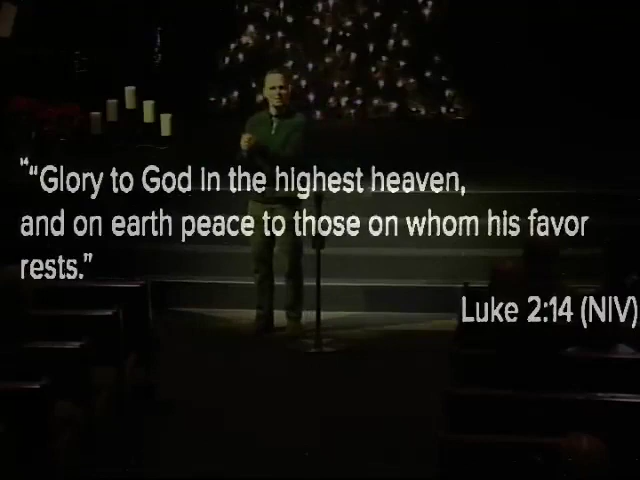 "“Glory to God in the highest heaven,
and on earth peace to those on whom his favor
rests.”
Luke 2:14 (NIV)